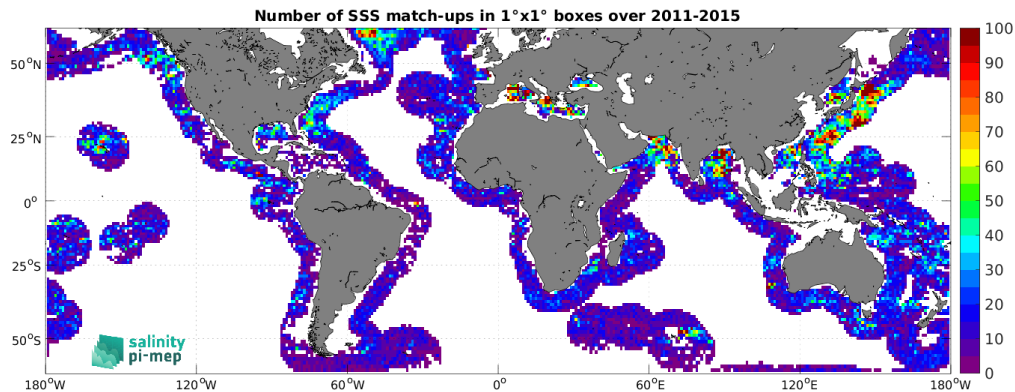 Number of SSS match-ups in 1°x1° boxes over 2011-2015
100
90
80
70
60
50
40
30
20
10
0
50°N
25°N
0°
25°S
50°S
salinity
pi-mep
180°W
120°W
60°W
0°
60°E
120°E
180°W